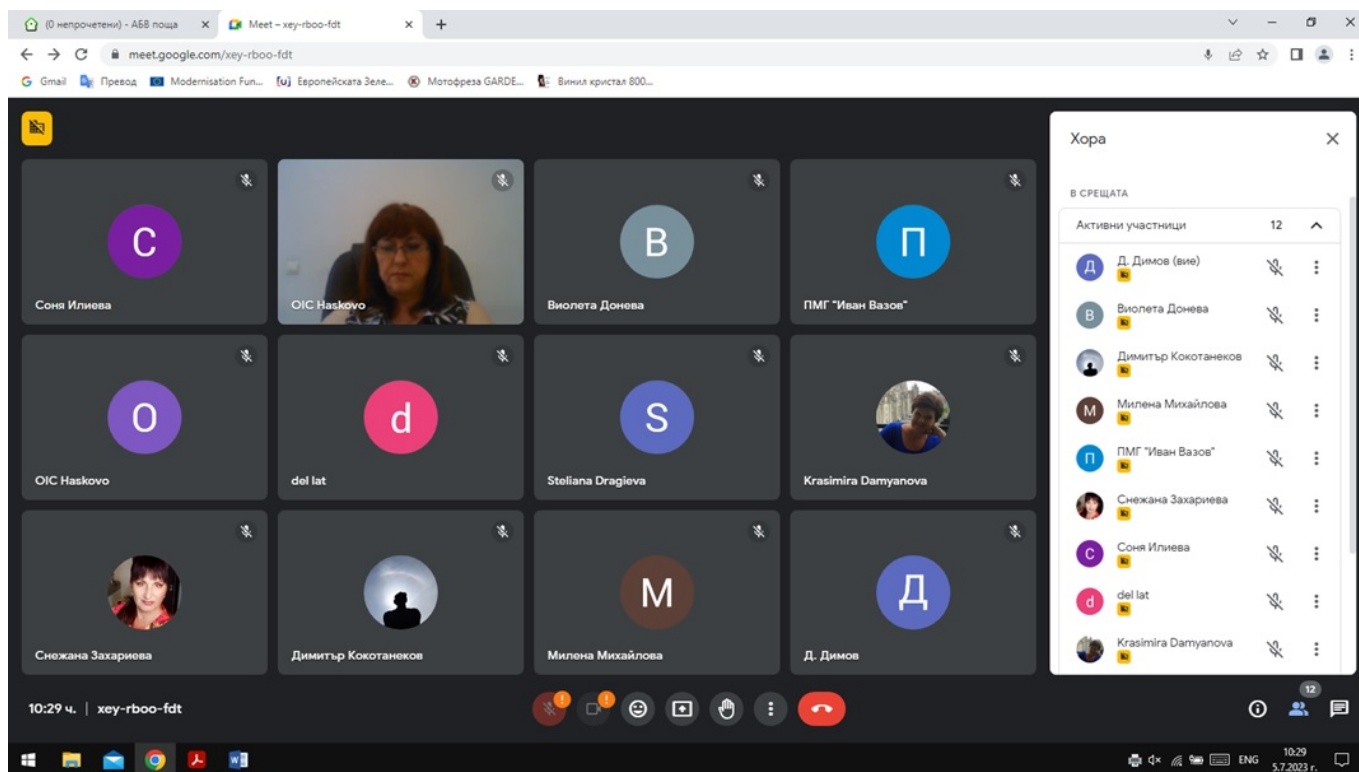 (0 непрочетени) - АБВ поща
Meet – xey-rboo-fdt
meet.google.com/xey-rboo-fdt
Gmail
Превод
Modernisation Fun...
Европейската Зеле...
Мотофреза GARDE...
Винил кристал 800...
С
Соня Илиева
OIC Haskovo
В
Виолета Донева
П
ПМГ "Иван Вазов"
O
OIC Haskovo
d
del lat
S
Steliana Dragieva
Krasimira Damyanova
Снежана Захариева
Димитър Кокотанеков
М
Милена Михайлова
Д
Д. Димов
Хора
В СРЕЩАТА
Активни участници 12
Д Д. Димов (вие)
В Виолета Донева
Димитър Кокотанеков
М Милена Михайлова
П ПМГ "Иван Вазов"
Снежана Захариева
С Соня Илиева
d del lat
Krasimira Damyanova
10:29 ч. | xey-rboo-fdt
12
ENG
10:29
5.7.2023 г.